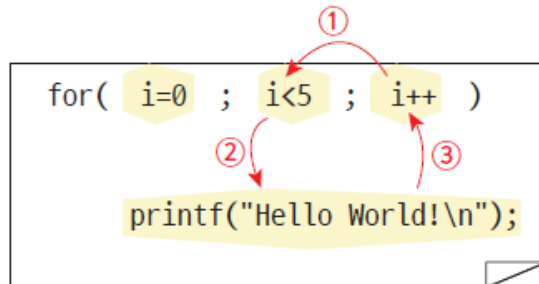 ①
for( i=0 ; i<5 ; i++ )
② ③
printf("Hello World!\n");